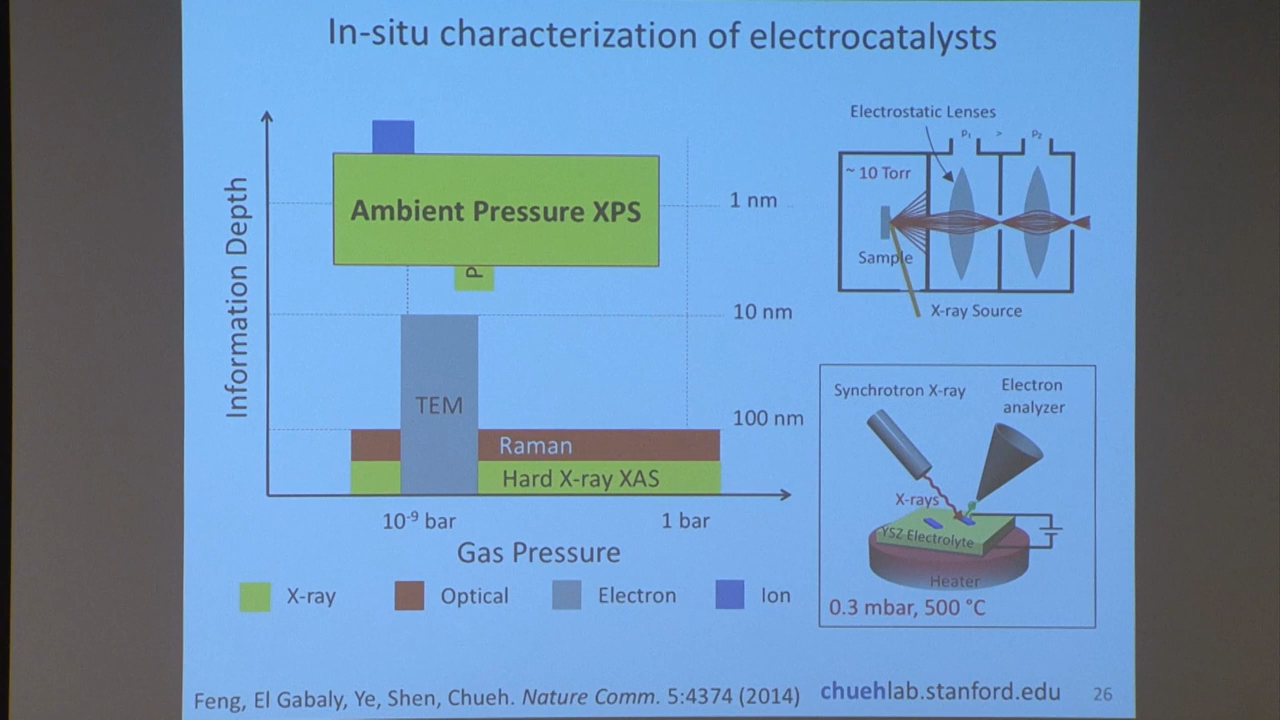 In-situ characterization of electrocatalysts
Information Depth
Ambient Pressure XPS
P
TEM
Raman
Hard X-ray XAS
1 nm
10 nm
100 nm
10⁻⁹ bar
1 bar
Gas Pressure
X-ray
Optical
Electron
Ion
Electrostatic Lenses
P₁
>
P₂
~ 10 Torr
Sample
X-ray Source
Synchrotron X-ray
Electron
analyzer
X-rays
YSZ Electrolyte
Heater
0.3 mbar, 500 °C
Feng, El Gabaly, Ye, Shen, Chueh. Nature Comm. 5:4374 (2014)
chuehlab.stanford.edu
26